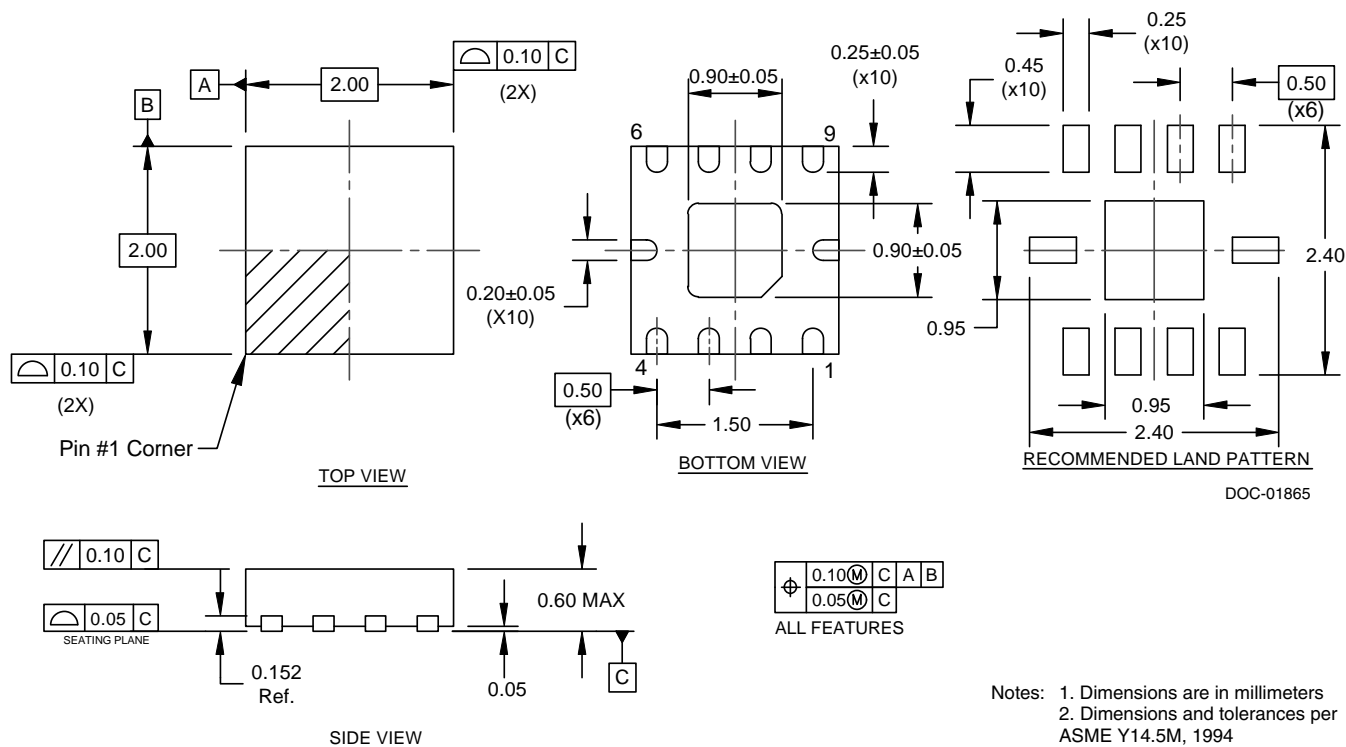 A
2.00
⌓ 0.10 C
(2X)
B
2.00
⌓ 0.10 C
(2X)
Pin #1 Corner
TOP VIEW
0.90±0.05
0.25±0.05
(x10)
6
9
0.90±0.05
0.20±0.05
(X10)
4
1
0.50
(x6)
1.50
BOTTOM VIEW
0.25
(x10)
0.45
(x10)
0.50
(x6)
2.40
0.95
0.95
2.40
RECOMMENDED LAND PATTERN
DOC-01865
// 0.10 C
⌓ 0.05 C
SEATING PLANE
0.152
Ref.
0.60 MAX
0.05
C
SIDE VIEW
⌖ 0.10Ⓜ C A B
0.05Ⓜ C
ALL FEATURES
Notes: 1. Dimensions are in millimeters
2. Dimensions and tolerances per
ASME Y14.5M, 1994